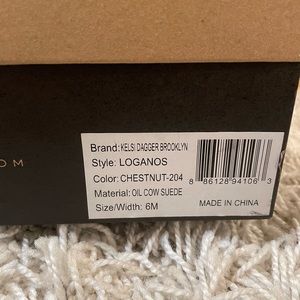 OM
Brand: KELSI DAGGER BROOKLYN
Style: LOGANOS
Color: CHESTNUT-204
Material: OIL COW SUEDE
Size/Width: 6M
8 86128 94106 3
MADE IN CHINA